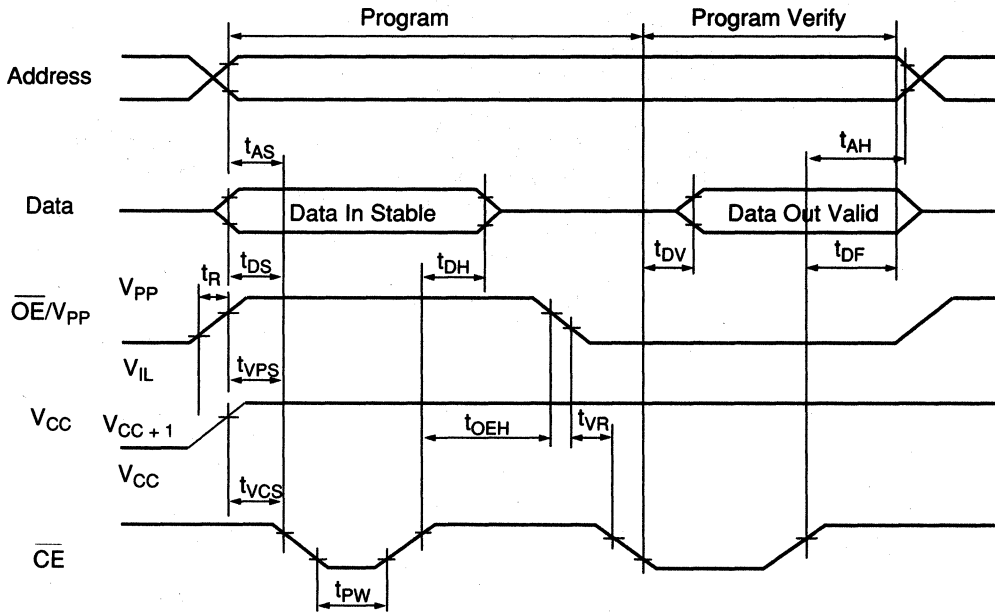 Program
Program Verify
Address
tAS
tAH
Data
Data In Stable
Data Out Valid
tR
tDS
tDH
tDV
tDF
VPP
OE/VPP
VIL
tVPS
VCC
VCC + 1
tOEH
tVR
VCC
tVCS
CE
tPW